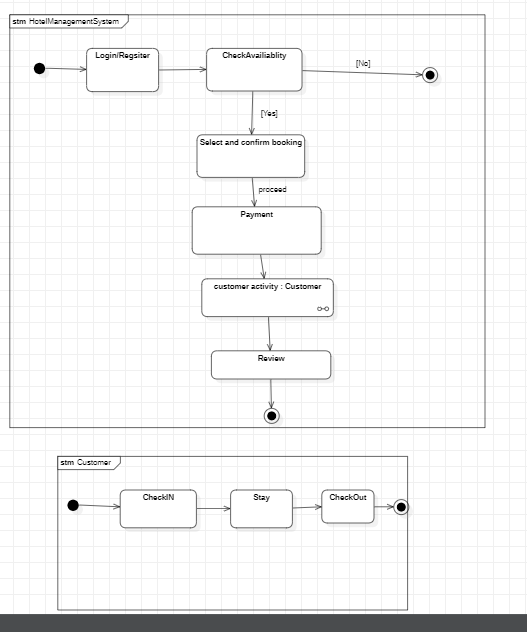 stm HotelManagementSystem
Login/Regsiter
CheckAvailiablity
[No]
[Yes]
Select and confirm booking
proceed
Payment
customer activity : Customer
Review
stm Customer
CheckIN
Stay
CheckOut